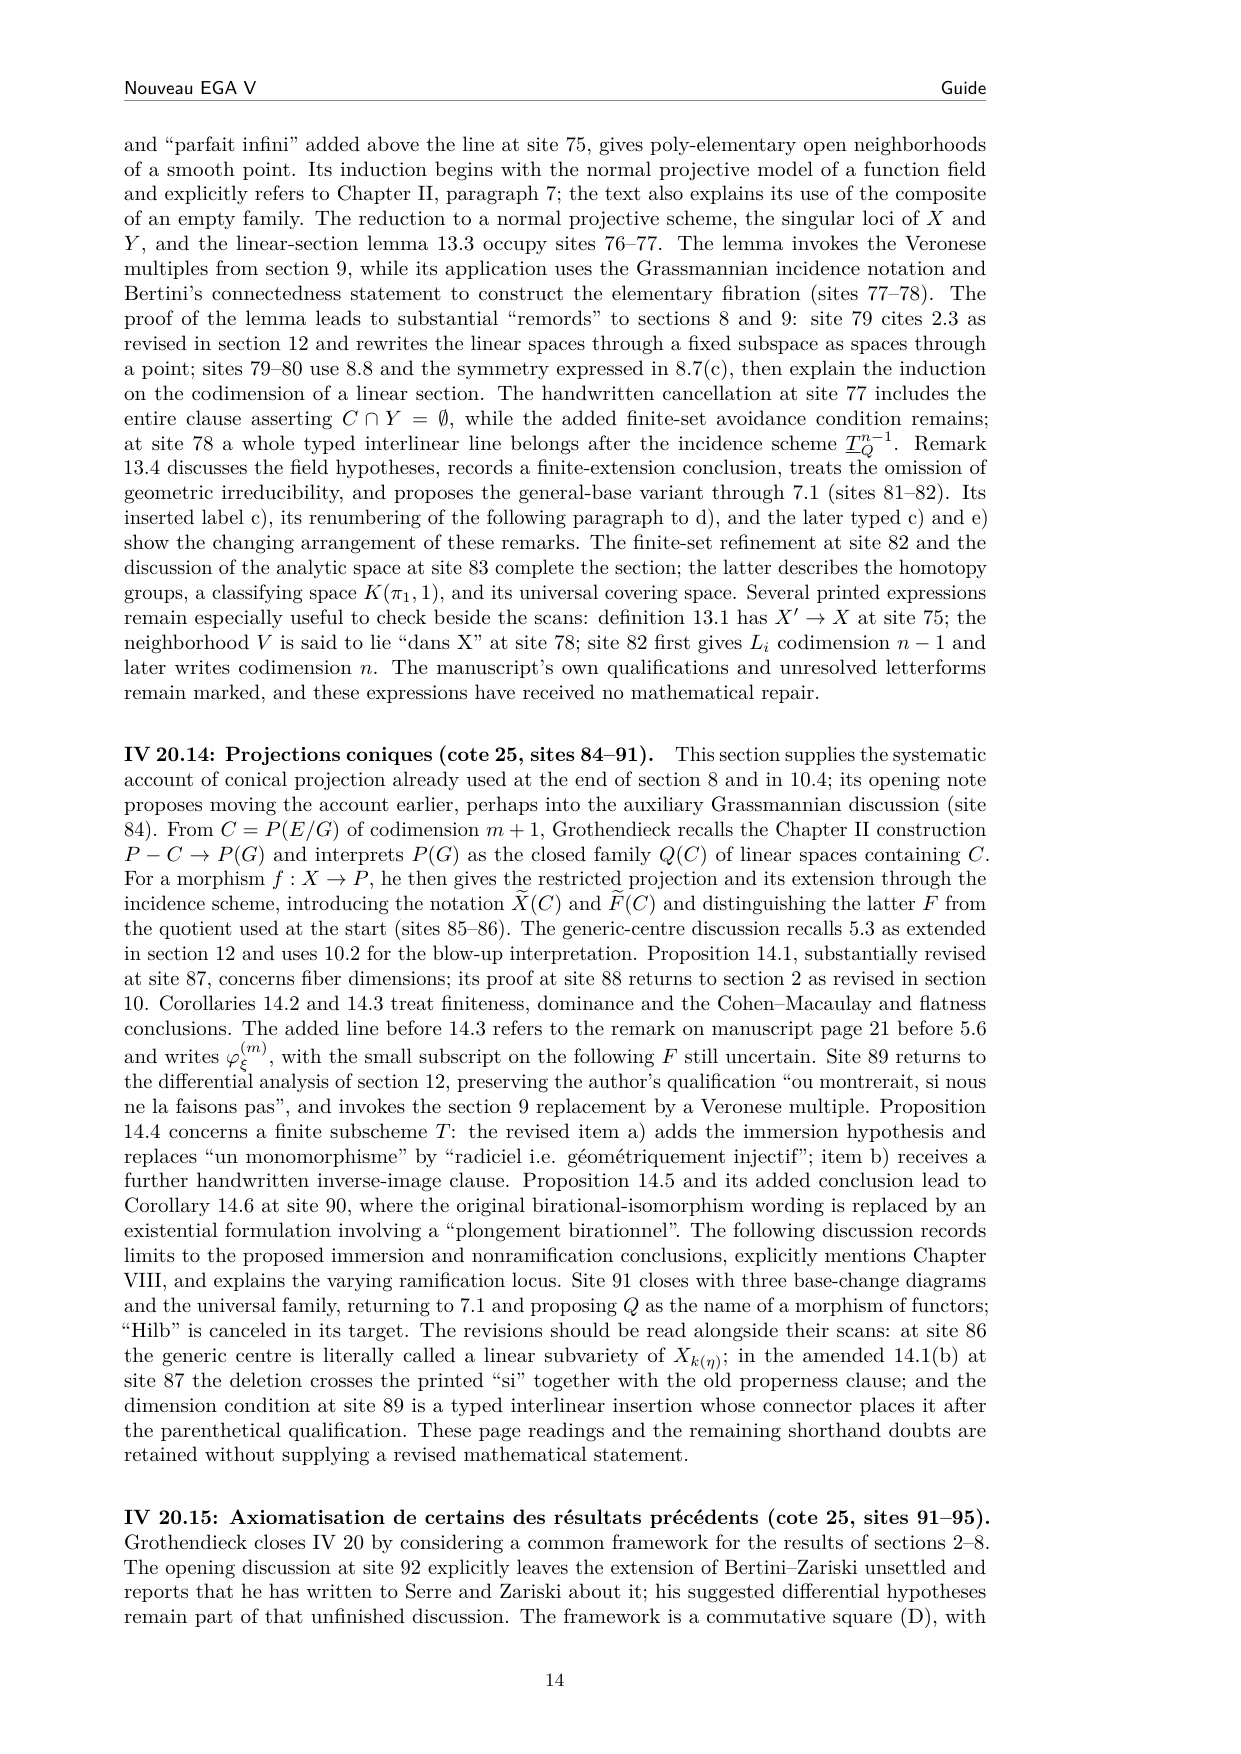 Nouveau EGA V Guide
and “parfait infini” added above the line at site 75, gives poly-elementary open neighborhoods
of a smooth point. Its induction begins with the normal projective model of a function field
and explicitly refers to Chapter II, paragraph 7; the text also explains its use of the composite
of an empty family. The reduction to a normal projective scheme, the singular loci of X and
Y, and the linear-section lemma 13.3 occupy sites 76–77. The lemma invokes the Veronese
multiples from section 9, while its application uses the Grassmannian incidence notation and
Bertini’s connectedness statement to construct the elementary fibration (sites 77–78). The
proof of the lemma leads to substantial “remords” to sections 8 and 9: site 79 cites 2.3 as
revised in section 12 and rewrites the linear spaces through a fixed subspace as spaces through
a point; sites 79–80 use 8.8 and the symmetry expressed in 8.7(c), then explain the induction
on the codimension of a linear section. The handwritten cancellation at site 77 includes the
entire clause asserting C ∩ Y = ∅, while the added finite-set avoidance condition remains;
at site 78 a whole typed interlinear line belongs after the incidence scheme <u>T</u>_Q^{n−1}. Remark
13.4 discusses the field hypotheses, records a finite-extension conclusion, treats the omission of
geometric irreducibility, and proposes the general-base variant through 7.1 (sites 81–82). Its
inserted label c), its renumbering of the following paragraph to d), and the later typed c) and e)
show the changing arrangement of these remarks. The finite-set refinement at site 82 and the
discussion of the analytic space at site 83 complete the section; the latter describes the homotopy
groups, a classifying space K(π₁, 1), and its universal covering space. Several printed expressions
remain especially useful to check beside the scans: definition 13.1 has X′ → X at site 75; the
neighborhood V is said to lie “dans X” at site 78; site 82 first gives L_i codimension n − 1 and
later writes codimension n. The manuscript’s own qualifications and unresolved letterforms
remain marked, and these expressions have received no mathematical repair.
IV 20.14: Projections coniques (cote 25, sites 84–91). This section supplies the systematic
account of conical projection already used at the end of section 8 and in 10.4; its opening note
proposes moving the account earlier, perhaps into the auxiliary Grassmannian discussion (site
84). From C = P(E/G) of codimension m + 1, Grothendieck recalls the Chapter II construction
P − C → P(G) and interprets P(G) as the closed family Q(C) of linear spaces containing C.
For a morphism f : X → P, he then gives the restricted projection and its extension through the
incidence scheme, introducing the notation X̃(C) and F̃(C) and distinguishing the latter F from
the quotient used at the start (sites 85–86). The generic-centre discussion recalls 5.3 as extended
in section 12 and uses 10.2 for the blow-up interpretation. Proposition 14.1, substantially revised
at site 87, concerns fiber dimensions; its proof at site 88 returns to section 2 as revised in section
10. Corollaries 14.2 and 14.3 treat finiteness, dominance and the Cohen–Macaulay and flatness
conclusions. The added line before 14.3 refers to the remark on manuscript page 21 before 5.6
and writes φ_ξ^{(m)}, with the small subscript on the following F still uncertain. Site 89 returns to
the differential analysis of section 12, preserving the author’s qualification “ou montrerait, si nous
ne la faisons pas”, and invokes the section 9 replacement by a Veronese multiple. Proposition
14.4 concerns a finite subscheme T: the revised item a) adds the immersion hypothesis and
replaces “un monomorphisme” by “radiciel i.e. géométriquement injectif”; item b) receives a
further handwritten inverse-image clause. Proposition 14.5 and its added conclusion lead to
Corollary 14.6 at site 90, where the original birational-isomorphism wording is replaced by an
existential formulation involving a “plongement birationnel”. The following discussion records
limits to the proposed immersion and nonramification conclusions, explicitly mentions Chapter
VIII, and explains the varying ramification locus. Site 91 closes with three base-change diagrams
and the universal family, returning to 7.1 and proposing Q as the name of a morphism of functors;
“Hilb” is canceled in its target. The revisions should be read alongside their scans: at site 86
the generic centre is literally called a linear subvariety of X_{k(η)}; in the amended 14.1(b) at
site 87 the deletion crosses the printed “si” together with the old properness clause; and the
dimension condition at site 89 is a typed interlinear insertion whose connector places it after
the parenthetical qualification. These page readings and the remaining shorthand doubts are
retained without supplying a revised mathematical statement.
IV 20.15: Axiomatisation de certains des résultats précédents (cote 25, sites 91–95).
Grothendieck closes IV 20 by considering a common framework for the results of sections 2–8.
The opening discussion at site 92 explicitly leaves the extension of Bertini–Zariski unsettled and
reports that he has written to Serre and Zariski about it; his suggested differential hypotheses
remain part of that unfinished discussion. The framework is a commutative square (D), with
14